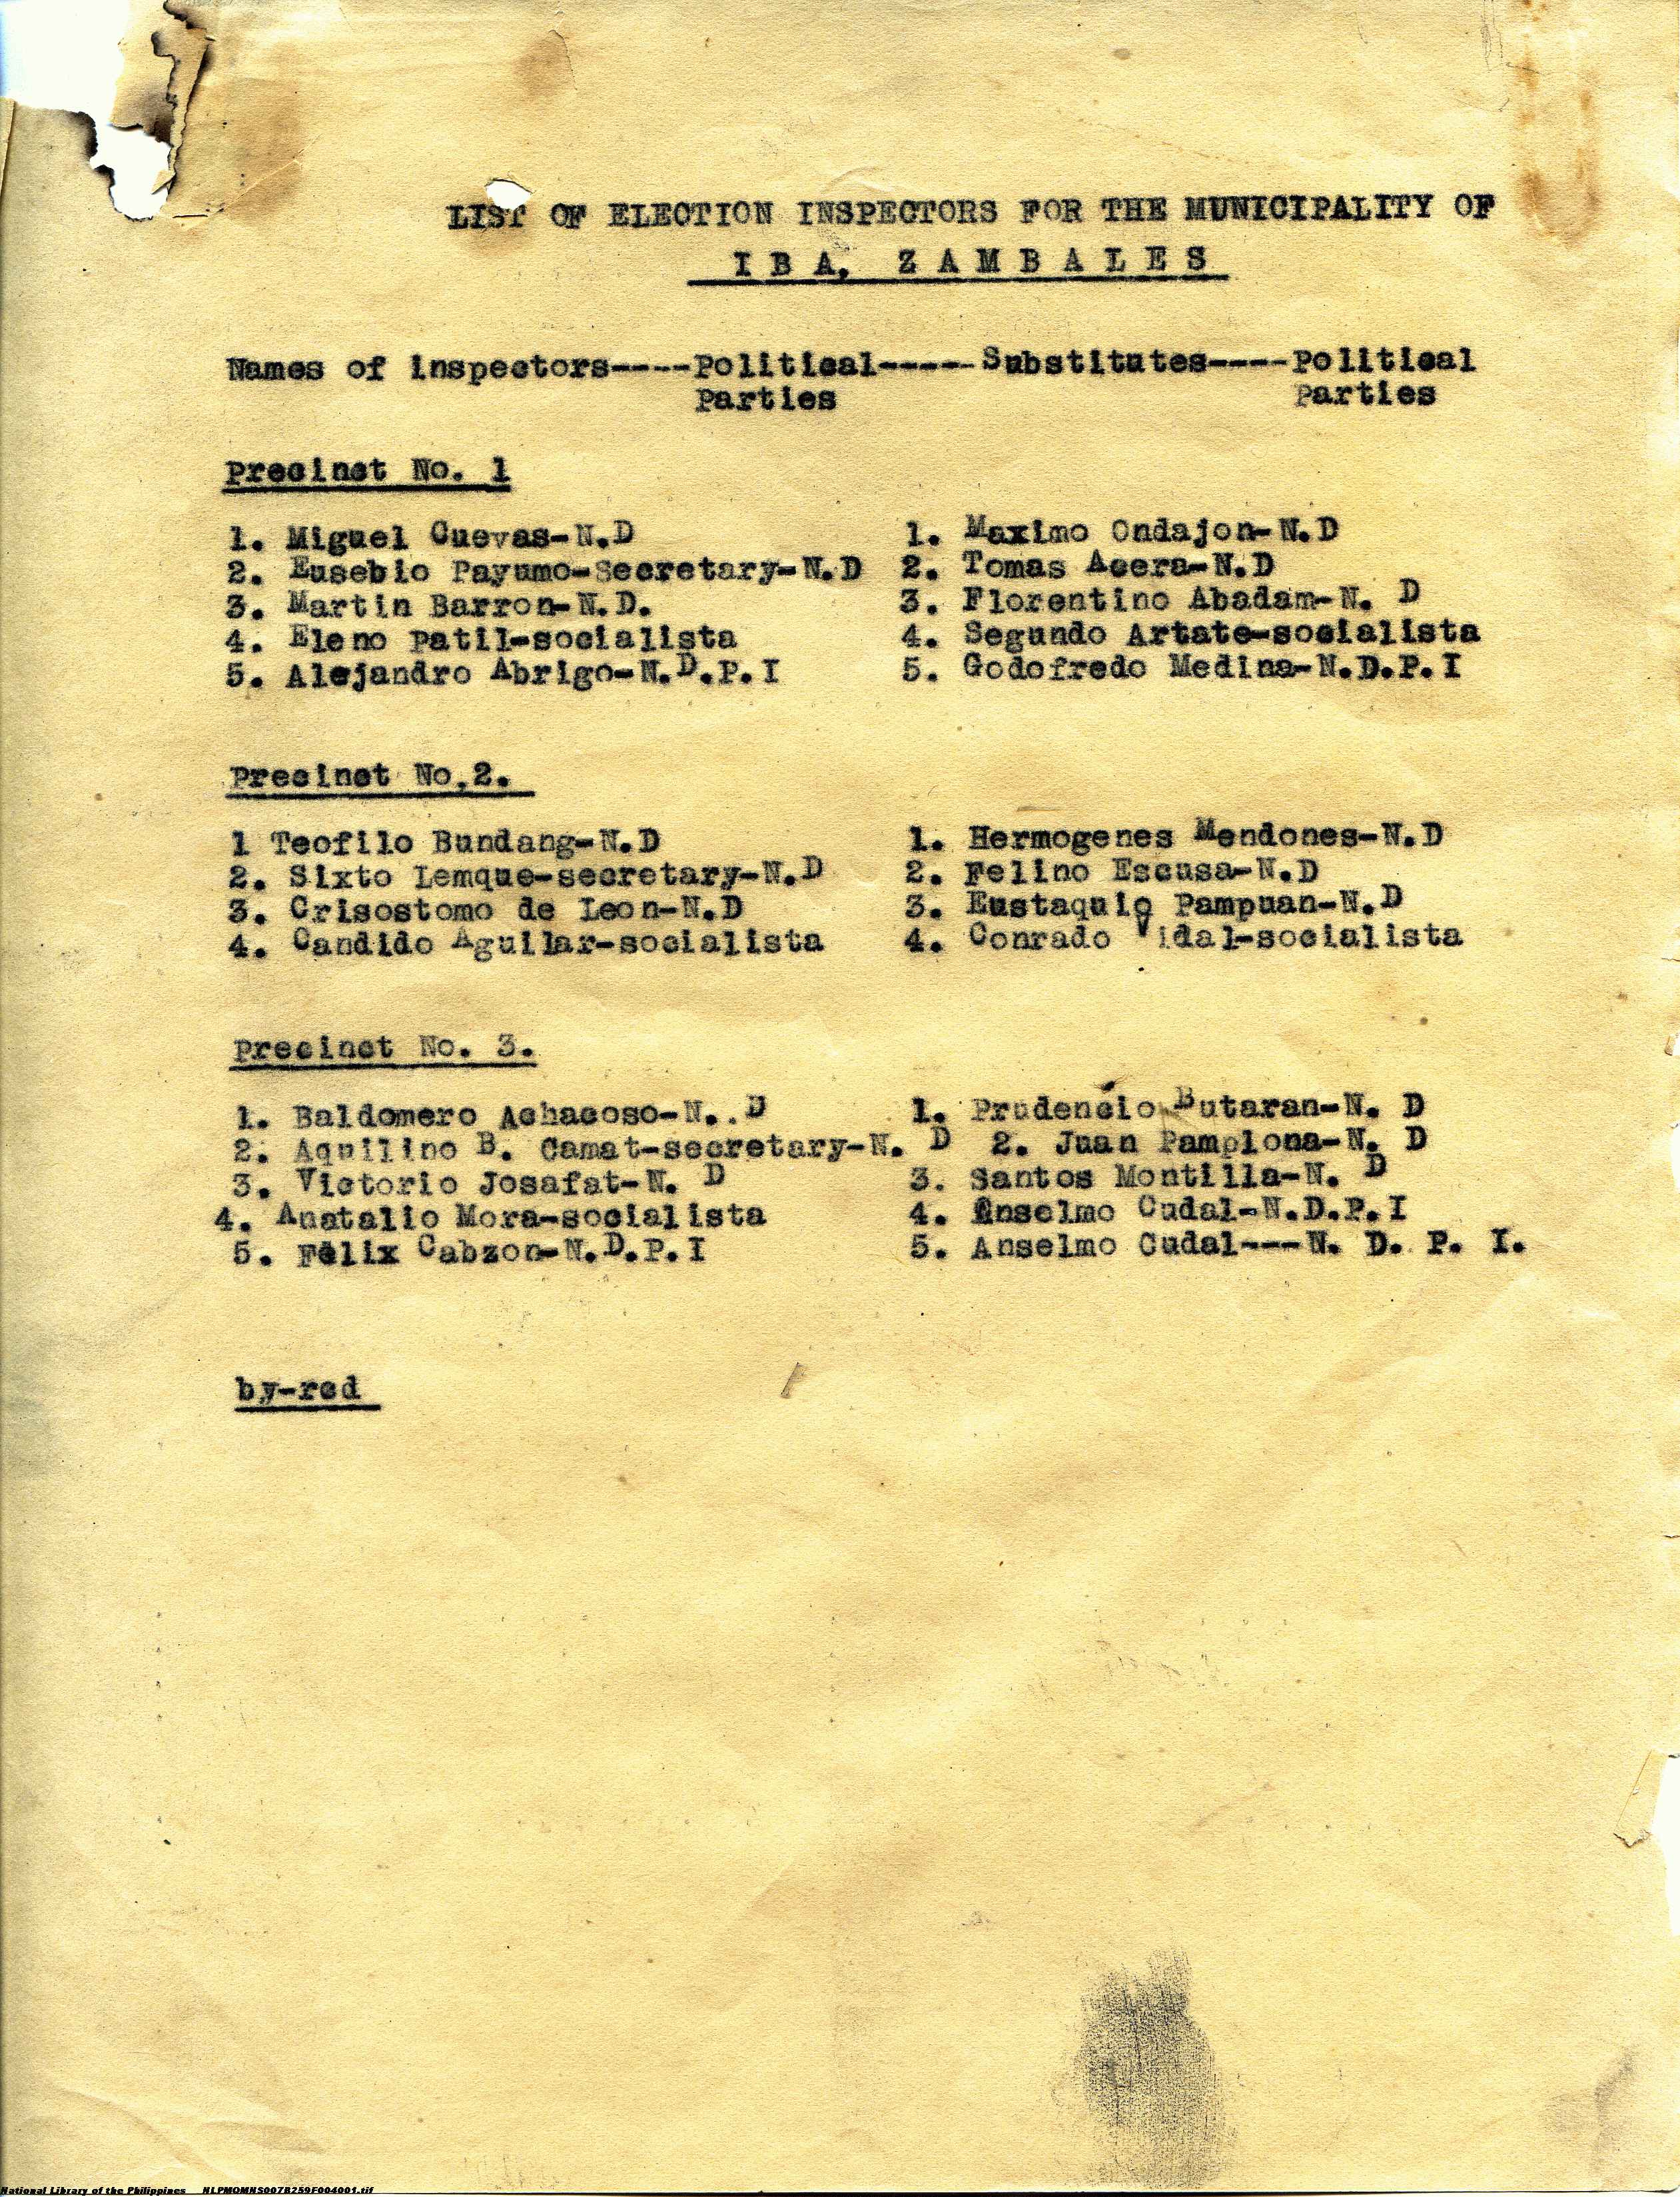 LIST OF ELECTION INSPECTORS FOR THE MUNICIPALITY OF
I B A, Z A M B A L E S
Names of inspectors----Political-----Substitutes----Political
Parties Parties
Precinct No. 1
1. Miguel Cuevas-N.D 1. Maximo Ondajon-N.D
2. Eusebio Payumo-Secretary-N.D 2. Tomas Acera-N.D
3. Martin Barron-N.D. 3. Florentino Abadam-N. D
4. Eleno Patil-socialista 4. Segundo Artate-socialista
5. Alejandro Abrigo-N.D.P.I 5. Godofredo Medina-N.D.P.I
Precinct No.2.
1 Teofilo Bundang-N.D 1. Hermogenes Mendones-N.D
2. Sixto Lemque-secretary-N.D 2. Felino Escusa-N.D
3. Crisostomo de Leon-N.D 3. Eustaquio Pampuan-N.D
4. Candido Aguilar-socialista 4. Conrado Vidal-socialista
Precinct No. 3.
1. Baldomero Achacoso-N..D 1. Prudencio Butaran-N. D
2. Aquilino B. Camat-secretary-N. D 2. Juan Pamplona-N. D
3. Victorio Josafat-N. D 3. Santos Montilla-N. D
4. Anatalio Mora-socialista 4. Anselmo Cudal-N.D.P.I
5. Felix Cabzon-N.D.P.I 5. Anselmo Cudal---N. D. P. I.
by-red
National Library of the Philippines NLPMQMNS007B259F004001.tif